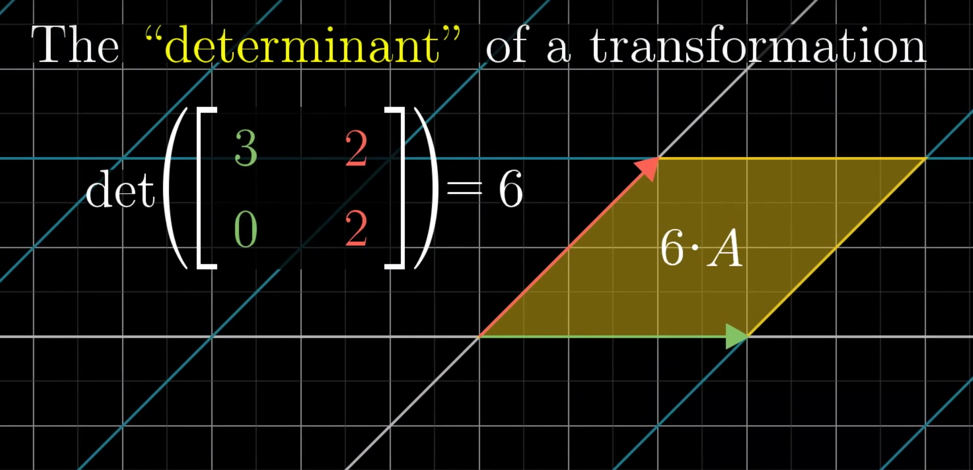 The “determinant” of a transformation
det([3 2
0 2]) = 6
6·A